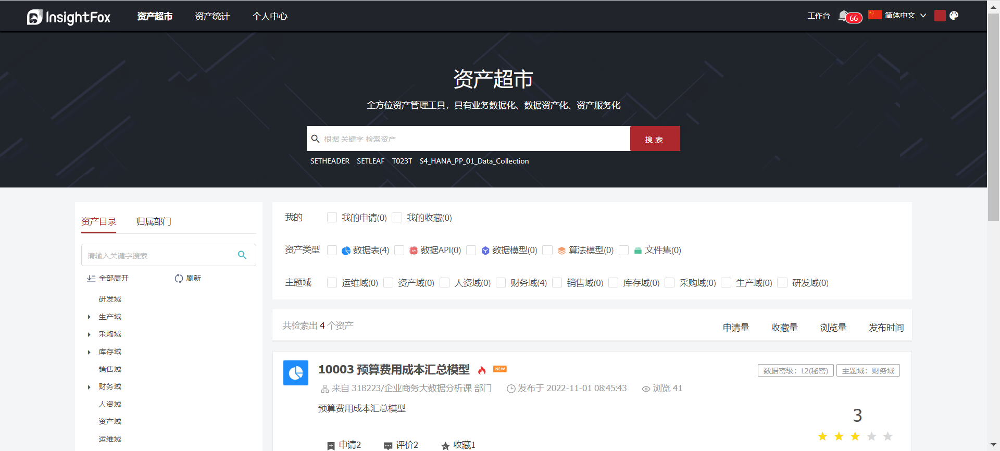 InsightFox 资产超市 资产统计 个人中心 工作台 66 简体中文
资产超市
全方位资产管理工具，具有业务数据化、数据资产化、资产服务化
根据 关键字 检索资产 搜 索
SETHEADER SETLEAF T023T S4_HANA_PP_01_Data_Collection
资产目录 归属部门
请输入关键字搜索
全部展开 刷新
研发域
生产域
采购域
库存域
销售域
财务域
人资域
资产域
运维域
我的 我的申请(0) 我的收藏(0)
资产类型 数据表(4) API 数据API(0) 数据模型(0) 算法模型(0) 文件集(0)
主题域 运维域(0) 资产域(0) 人资域(0) 财务域(4) 销售域(0) 库存域(0) 采购域(0) 生产域(0) 研发域(0)
共检索出 4 个资产 申请量 收藏量 浏览量 发布时间
10003 预算费用成本汇总模型 NEW 数据密级：L2(秘密) 主题域：财务域
来自 31B223/企业商务大数据分析课 部门 发布于 2022-11-01 08:45:43 浏览 41
预算费用成本汇总模型
3
申请2 评价2 收藏1